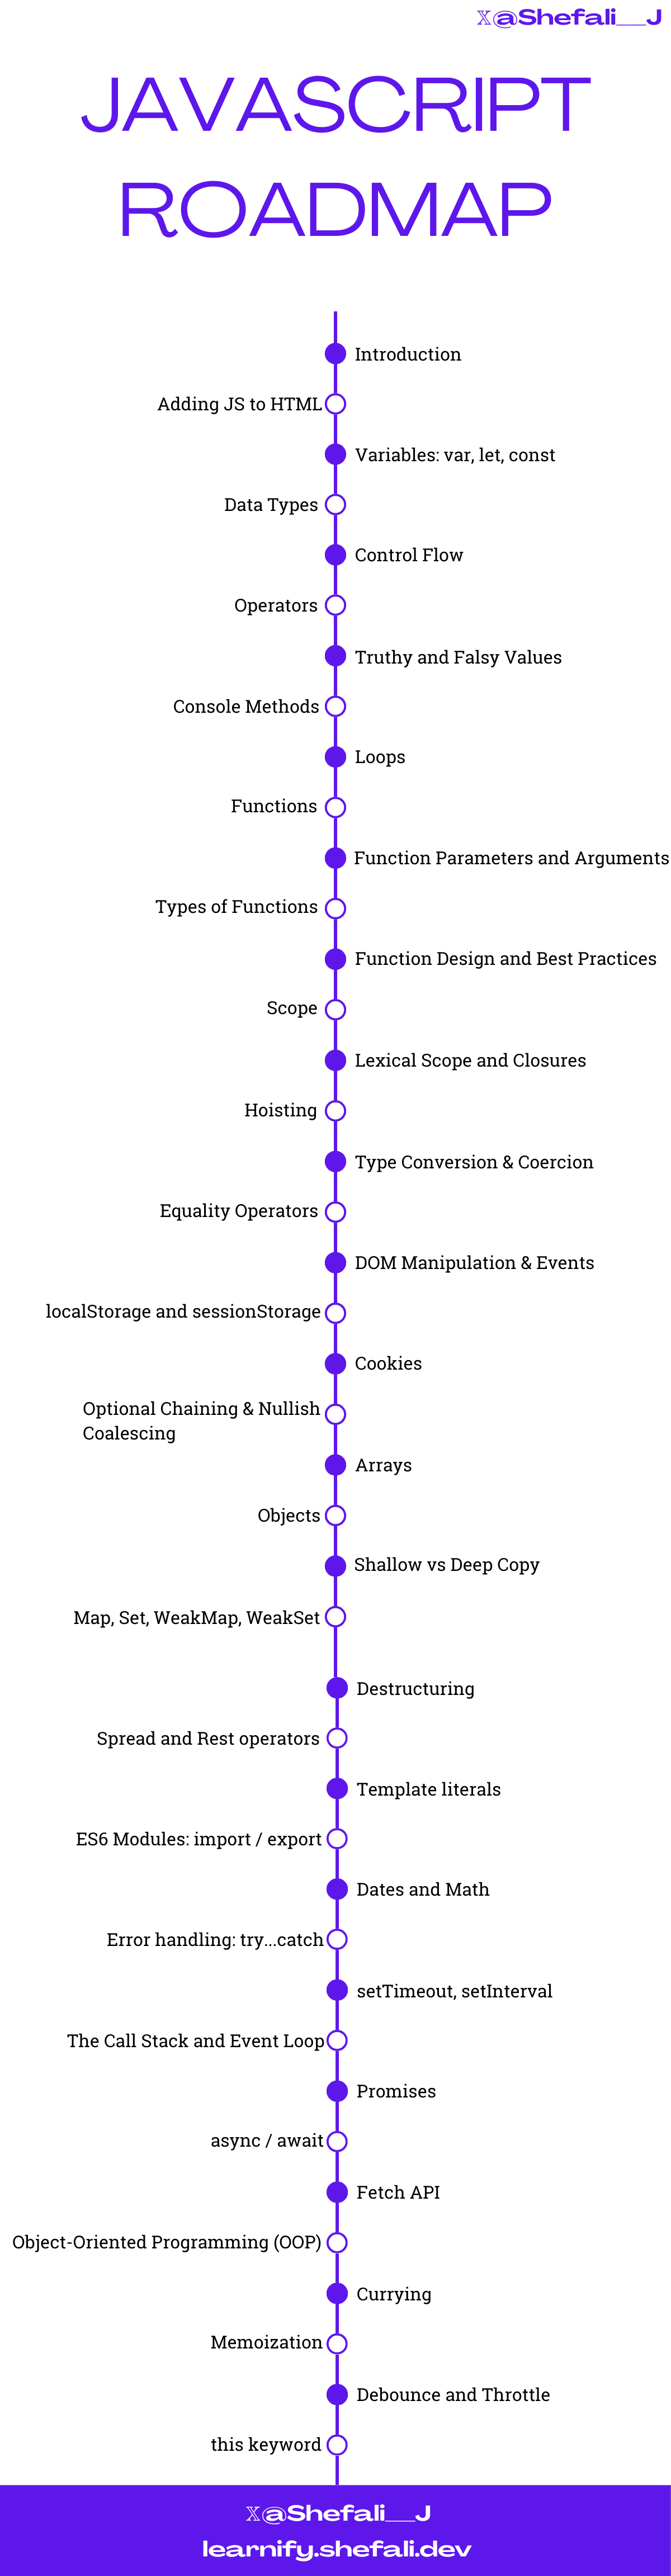 𝕏@Shefali__J
JAVASCRIPT
ROADMAP
Introduction
Adding JS to HTML
Variables: var, let, const
Data Types
Control Flow
Operators
Truthy and Falsy Values
Console Methods
Loops
Functions
Function Parameters and Arguments
Types of Functions
Function Design and Best Practices
Scope
Lexical Scope and Closures
Hoisting
Type Conversion & Coercion
Equality Operators
DOM Manipulation & Events
localStorage and sessionStorage
Cookies
Optional Chaining & Nullish
Coalescing
Arrays
Objects
Shallow vs Deep Copy
Map, Set, WeakMap, WeakSet
Destructuring
Spread and Rest operators
Template literals
ES6 Modules: import / export
Dates and Math
Error handling: try...catch
setTimeout, setInterval
The Call Stack and Event Loop
Promises
async / await
Fetch API
Object-Oriented Programming (OOP)
Currying
Memoization
Debounce and Throttle
this keyword
𝕏@Shefali__J
learnify.shefali.dev